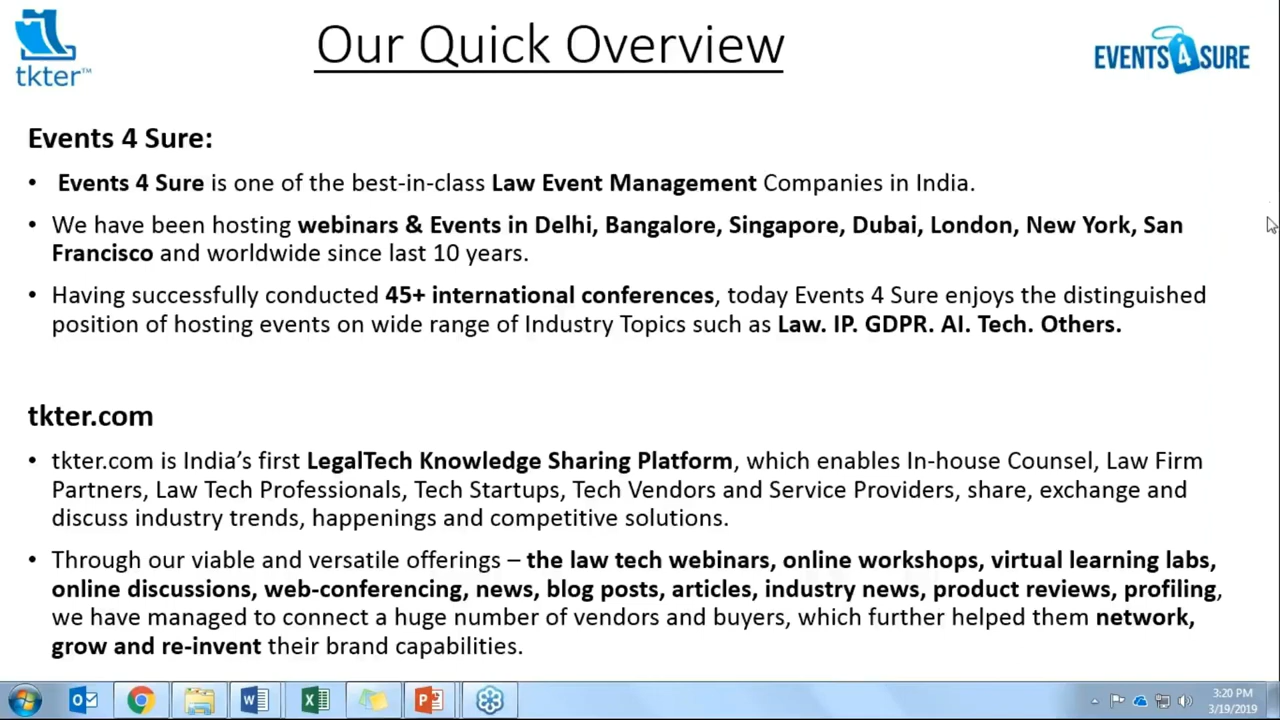 Our Quick Overview
tkter™
EVENTS 4 SURE
Events 4 Sure:
• Events 4 Sure is one of the best-in-class Law Event Management Companies in India.
• We have been hosting webinars & Events in Delhi, Bangalore, Singapore, Dubai, London, New York, San
Francisco and worldwide since last 10 years.
• Having successfully conducted 45+ international conferences, today Events 4 Sure enjoys the distinguished
position of hosting events on wide range of Industry Topics such as Law. IP. GDPR. AI. Tech. Others.
tkter.com
• tkter.com is India’s first LegalTech Knowledge Sharing Platform, which enables In-house Counsel, Law Firm
Partners, Law Tech Professionals, Tech Startups, Tech Vendors and Service Providers, share, exchange and
discuss industry trends, happenings and competitive solutions.
• Through our viable and versatile offerings – the law tech webinars, online workshops, virtual learning labs,
online discussions, web-conferencing, news, blog posts, articles, industry news, product reviews, profiling,
we have managed to connect a huge number of vendors and buyers, which further helped them network,
grow and re-invent their brand capabilities.
3:20 PM
3/19/2019